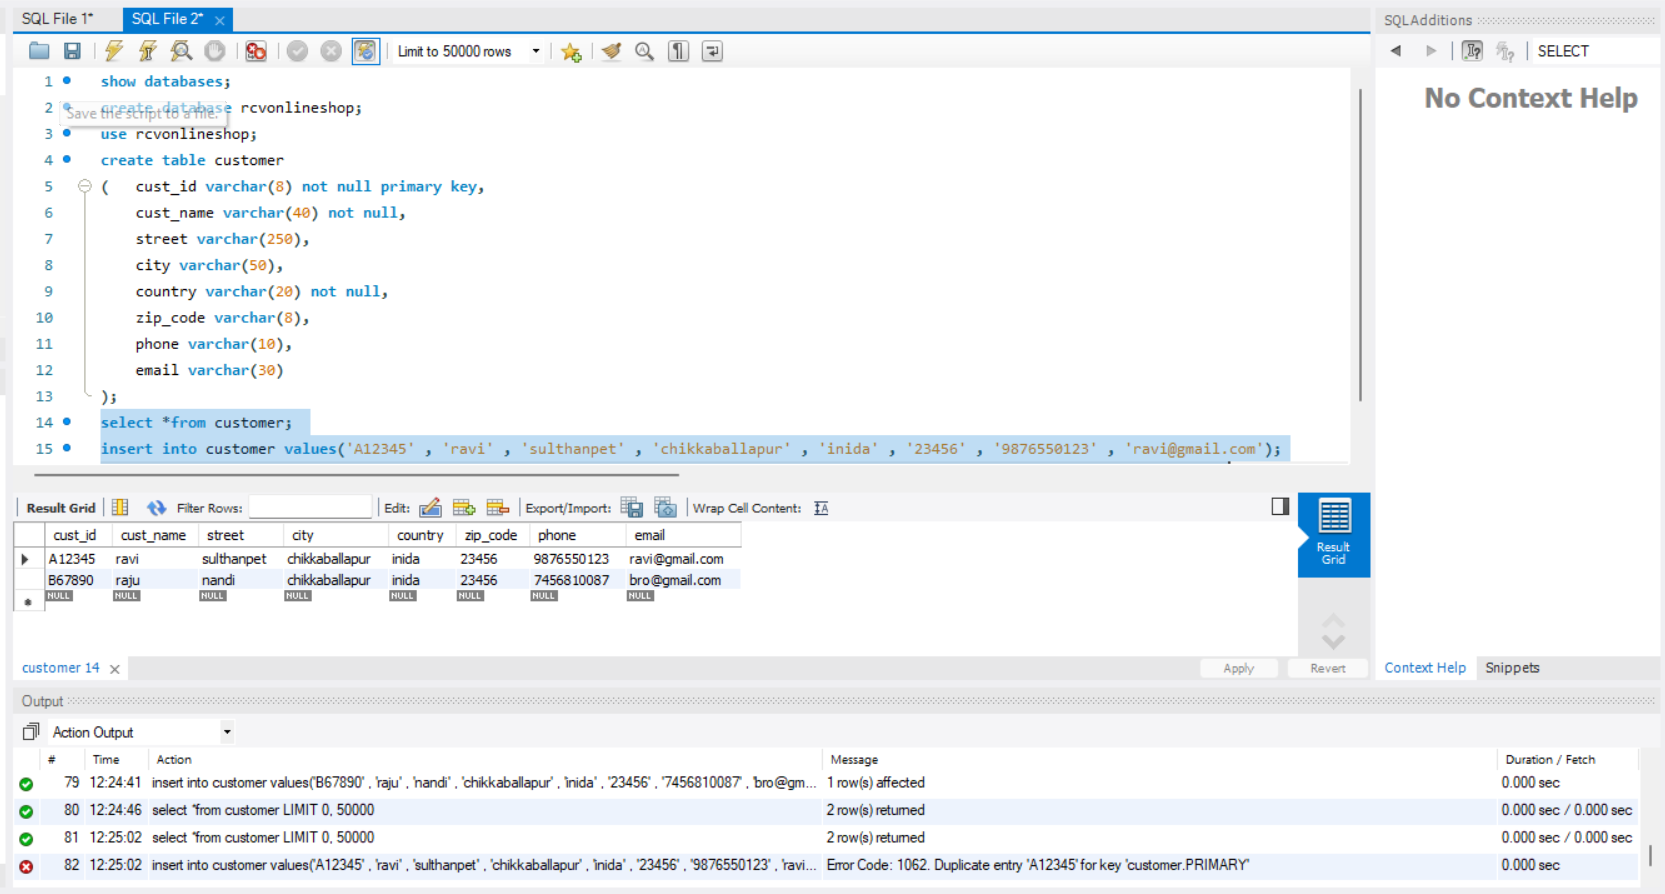 SQL File 1*
SQL File 2*
SQLAdditions
Limit to 50000 rows
SELECT
No Context Help
1 show databases;
2 create database rcvonlineshop;
Save the script to a file.
3 use rcvonlineshop;
4 create table customer
5 ( cust_id varchar(8) not null primary key,
6 cust_name varchar(40) not null,
7 street varchar(250),
8 city varchar(50),
9 country varchar(20) not null,
10 zip_code varchar(8),
11 phone varchar(10),
12 email varchar(30)
13 );
14 select *from customer;
15 insert into customer values('A12345' , 'ravi' , 'sulthanpet' , 'chikkaballapur' , 'inida' , '23456' , '9876550123' , 'ravi@gmail.com');
Result Grid Filter Rows: Edit: Export/Import: Wrap Cell Content:
Result Grid
cust_id cust_name street city country zip_code phone email
A12345 ravi sulthanpet chikkaballapur inida 23456 9876550123 ravi@gmail.com
B67890 raju nandi chikkaballapur inida 23456 7456810087 bro@gmail.com
NULL NULL NULL NULL NULL NULL NULL NULL
customer 14
Apply Revert
Context Help Snippets
Output
Action Output
# Time Action Message Duration / Fetch
79 12:24:41 insert into customer values('B67890' , 'raju' , 'nandi' , 'chikkaballapur' , 'inida' , '23456' , '7456810087' , 'bro@gm... 1 row(s) affected 0.000 sec
80 12:24:46 select *from customer LIMIT 0, 50000 2 row(s) returned 0.000 sec / 0.000 sec
81 12:25:02 select *from customer LIMIT 0, 50000 2 row(s) returned 0.000 sec / 0.000 sec
82 12:25:02 insert into customer values('A12345' , 'ravi' , 'sulthanpet' , 'chikkaballapur' , 'inida' , '23456' , '9876550123' , 'ravi... Error Code: 1062. Duplicate entry 'A12345' for key 'customer.PRIMARY' 0.000 sec